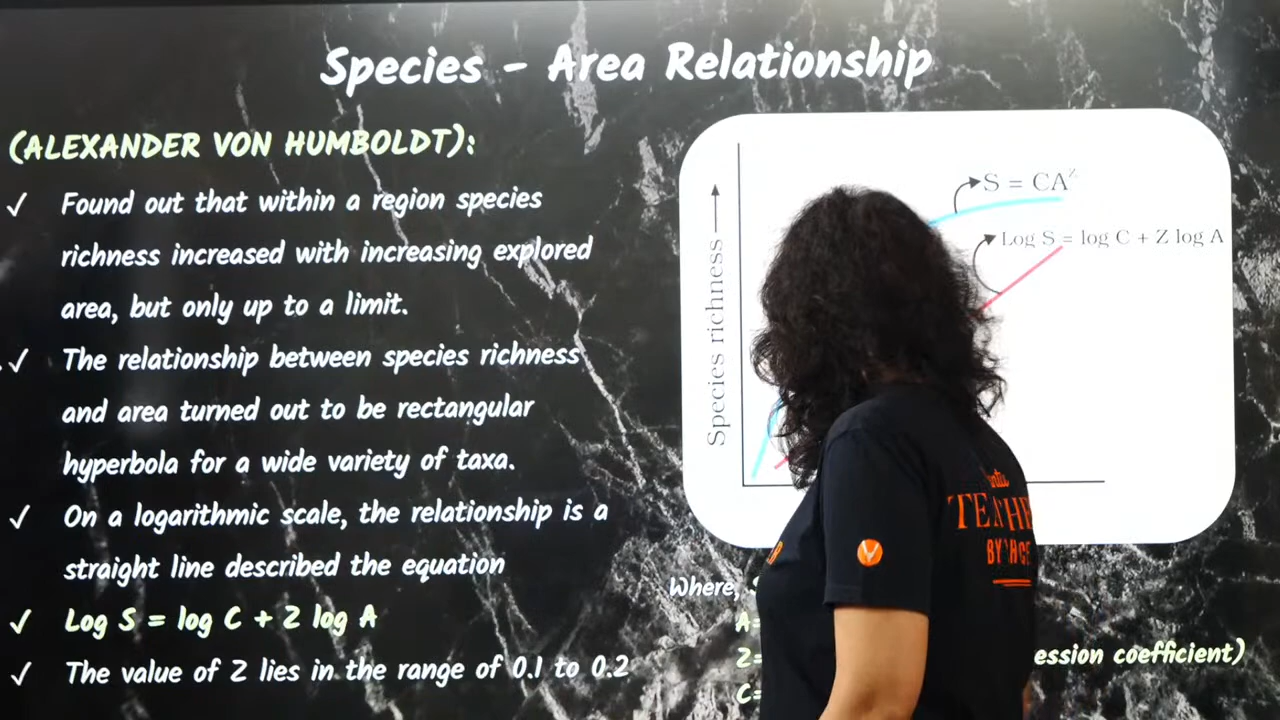 Species - Area Relationship
(ALEXANDER VON HUMBOLDT):
✓ Found out that within a region species
richness increased with increasing explored
area, but only up to a limit.
✓ The relationship between species richness
and area turned out to be rectangular
hyperbola for a wide variety of taxa.
✓ On a logarithmic scale, the relationship is a
straight line described the equation
✓ Log S = log C + Z log A
✓ The value of Z lies in the range of 0.1 to 0.2
Species richness
S = CA^Z
Log S = log C + Z log A
Where,
A=
Z=
C=
coefficient)
BY